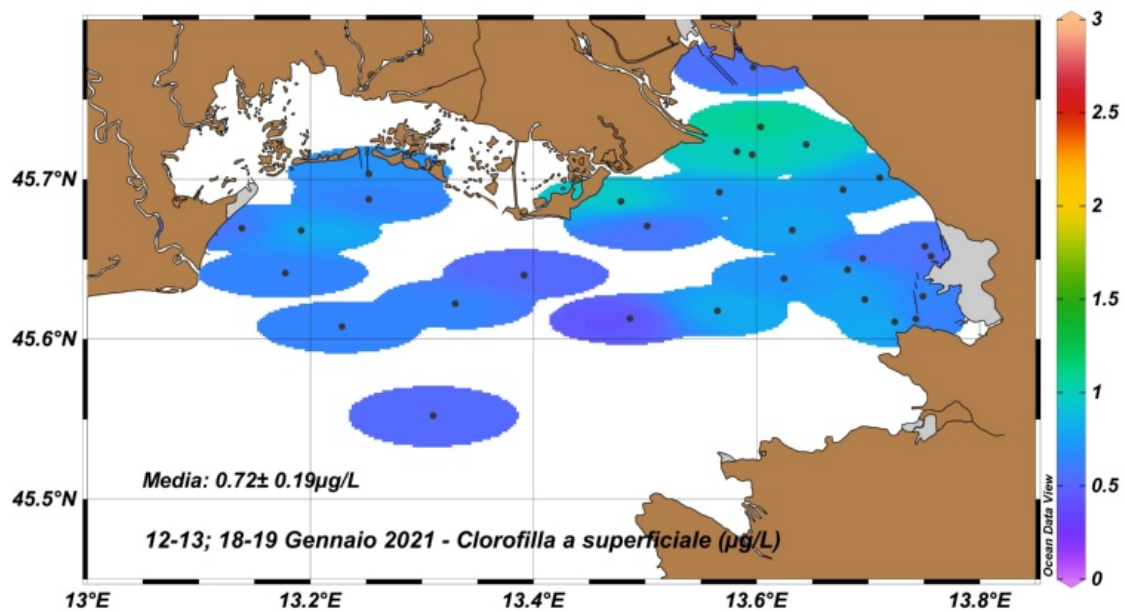 3
2.5
2
1.5
1
0.5
0
45.7°N
45.6°N
45.5°N
Media: 0.72± 0.19µg/L
12-13; 18-19 Gennaio 2021 - Clorofilla a superficiale (µg/L)
Ocean Data View
13°E
13.2°E
13.4°E
13.6°E
13.8°E